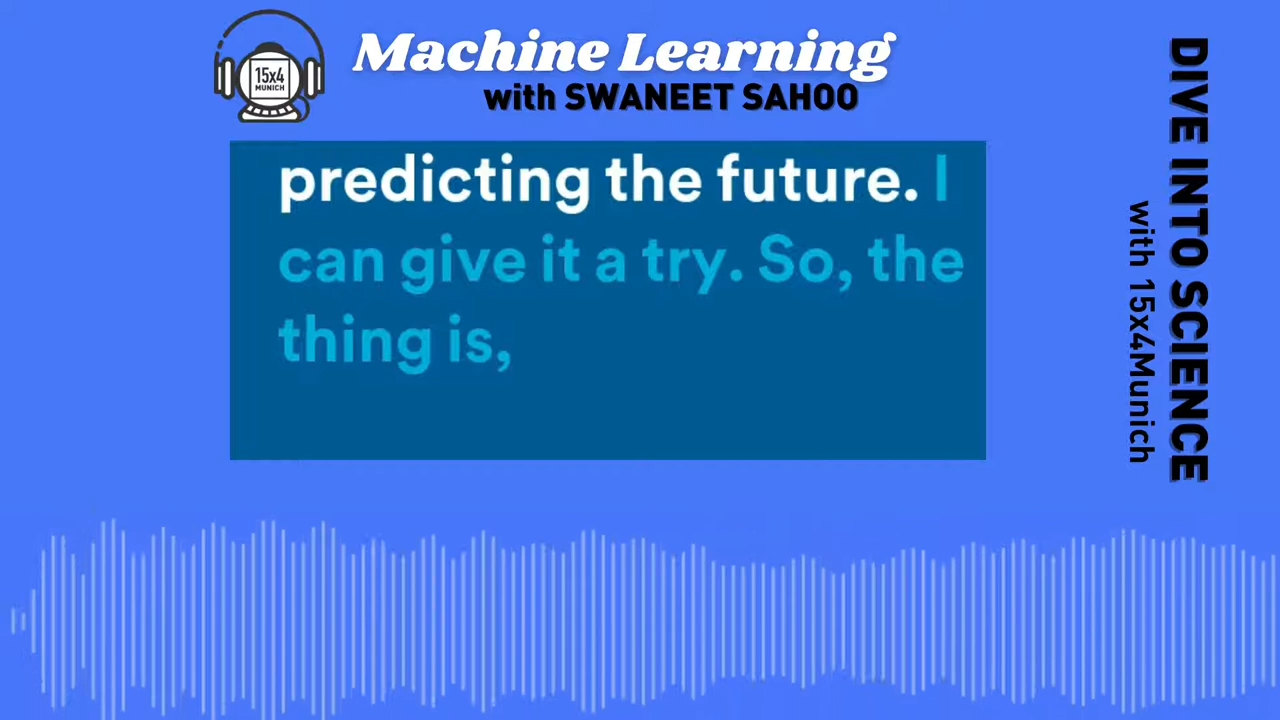 15x4
MUNICH
Machine Learning
with SWANEET SAHOO
predicting the future. I
can give it a try. So, the
thing is,
DIVE INTO SCIENCE
with 15x4Munich